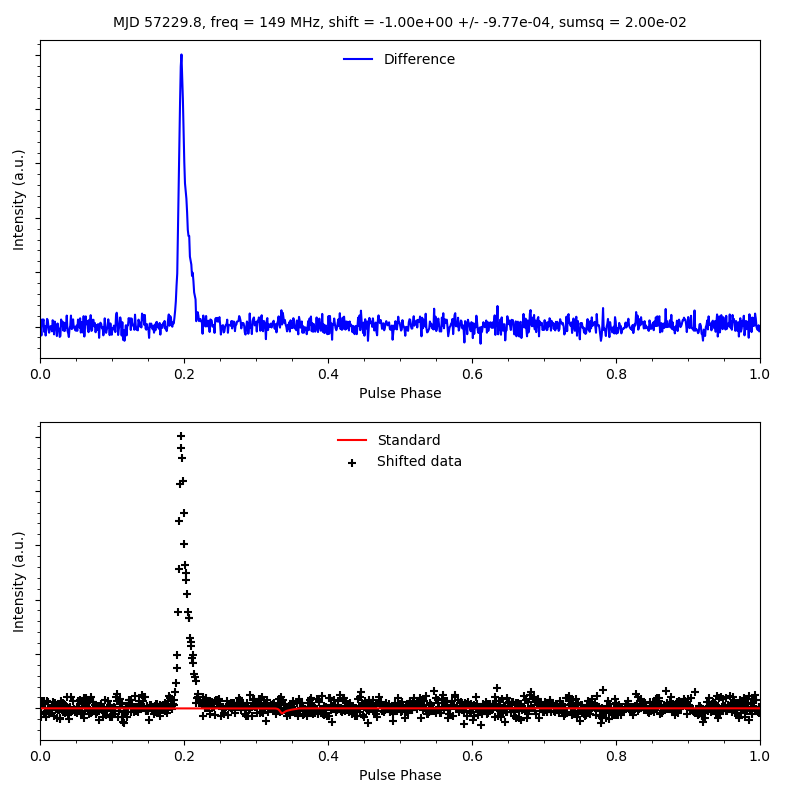 MJD 57229.8, freq = 149 MHz, shift = -1.00e+00 +/- -9.77e-04, sumsq = 2.00e-02
Difference
Intensity (a.u.)
0.0 0.2 0.4 0.6 0.8 1.0
Pulse Phase
Standard
Shifted data
Intensity (a.u.)
0.0 0.2 0.4 0.6 0.8 1.0
Pulse Phase